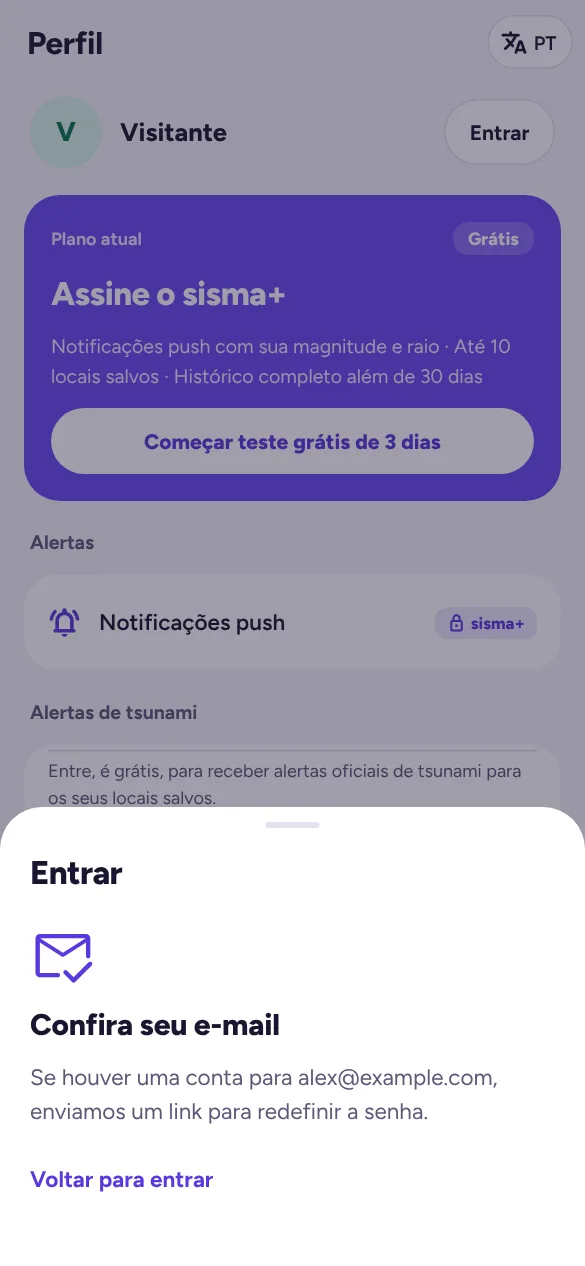 Perfil
PT
V
Visitante
Entrar
Plano atual
Grátis
Assine o sisma+
Notificações push com sua magnitude e raio · Até 10
locais salvos · Histórico completo além de 30 dias
Começar teste grátis de 3 dias
Alertas
Notificações push
sisma+
Alertas de tsunami
Entre, é grátis, para receber alertas oficiais de tsunami para
os seus locais salvos.
Entrar
Confira seu e-mail
Se houver uma conta para alex@example.com,
enviamos um link para redefinir a senha.
Voltar para entrar